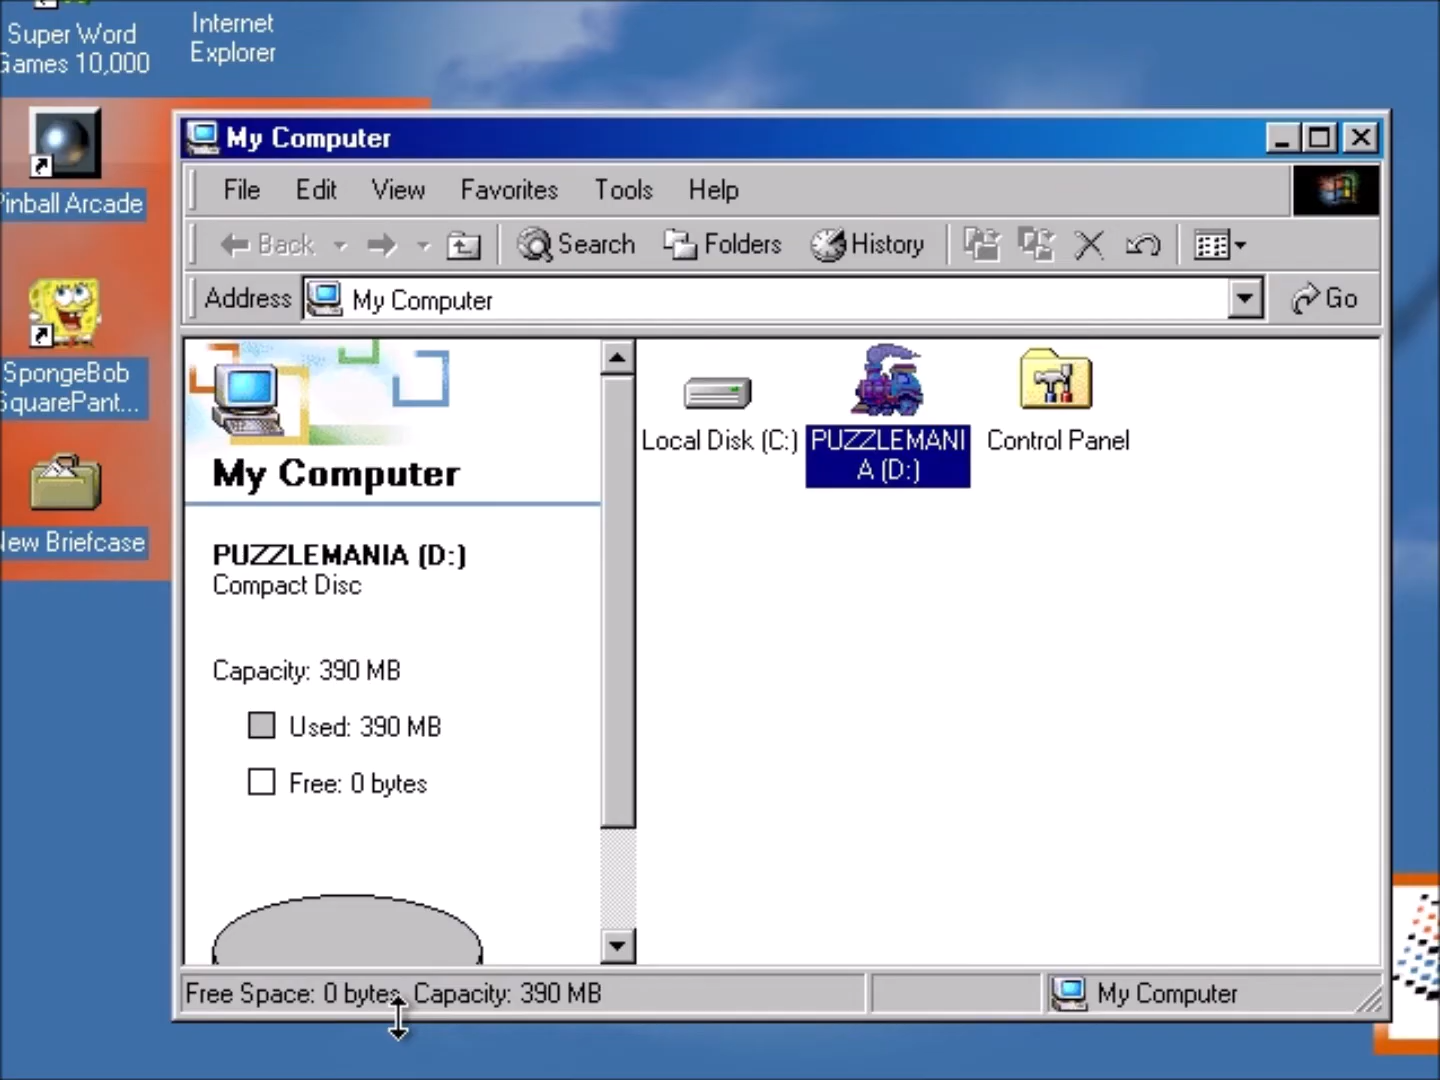 Super Word
Games 10,000
Internet
Explorer
Pinball Arcade
SpongeBob
SquarePant...
New Briefcase
My Computer
File Edit View Favorites Tools Help
Back Search Folders History
Address My Computer Go
Local Disk (C:)
PUZZLEMANI
A (D:)
Control Panel
My Computer
PUZZLEMANIA (D:)
Compact Disc
Capacity: 390 MB
Used: 390 MB
Free: 0 bytes
Free Space: 0 bytes, Capacity: 390 MB
My Computer